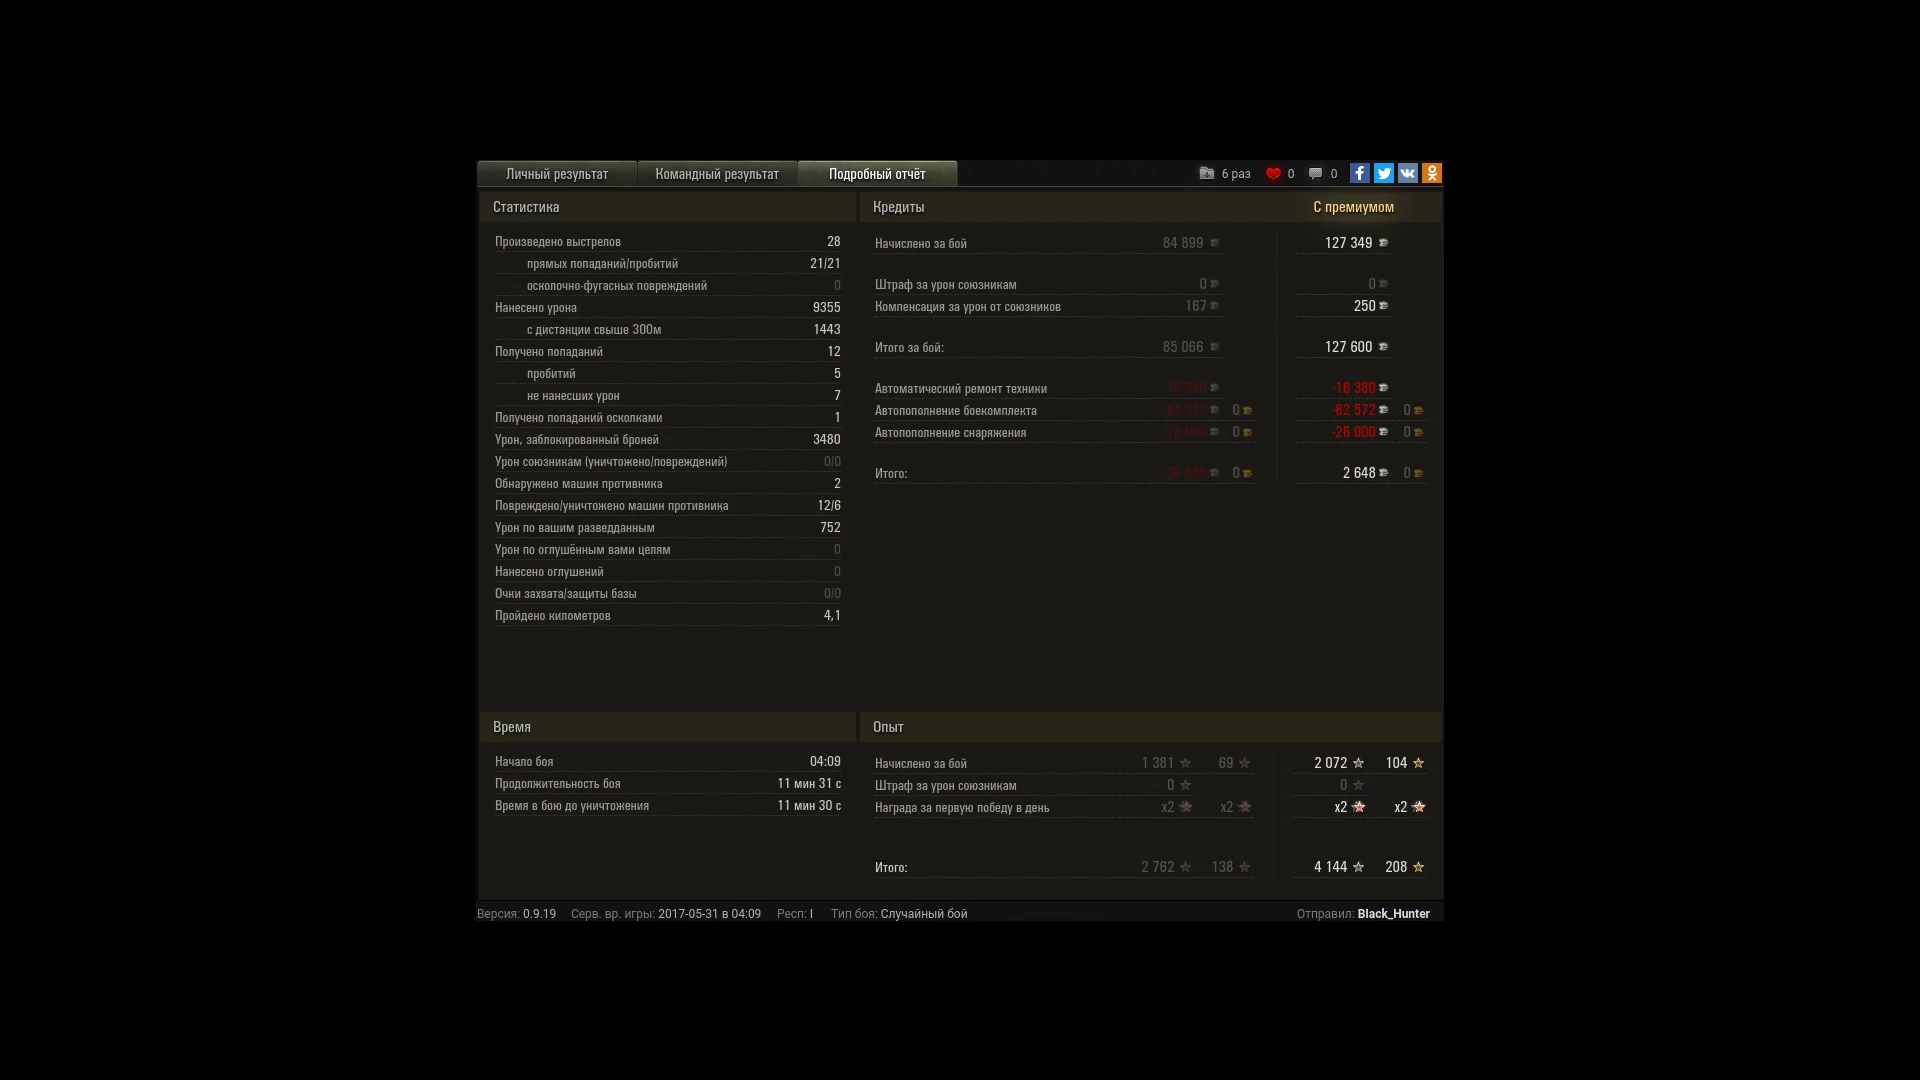 Личный результат Командный результат Подробный отчёт 6 раз 0 0
Статистика
Произведено выстрелов 28
прямых попаданий/пробитий 21/21
осколочно-фугасных повреждений 0
Нанесено урона 9355
с дистанции свыше 300м 1443
Получено попаданий 12
пробитий 5
не нанесших урон 7
Получено попаданий осколками 1
Урон, заблокированный броней 3480
Урон союзникам (уничтожено/повреждений) 0/0
Обнаружено машин противника 2
Повреждено/уничтожено машин противника 12/6
Урон по вашим разведданным 752
Урон по оглушённым вами целям 0
Нанесено оглушений 0
Очки захвата/защиты базы 0/0
Пройдено километров 4,1
Кредиты С премиумом
Начислено за бой 84 899 127 349
Штраф за урон союзникам 0 0
Компенсация за урон от союзников 167 250
Итого за бой: 85 066 127 600
Автоматический ремонт техники -16 380
Автопополнение боекомплекта 0 -82 572 0
Автопополнение снаряжения 0 -26 000 0
Итого: 0 2 648 0
Время
Начало боя 04:09
Продолжительность боя 11 мин 31 с
Время в бою до уничтожения 11 мин 30 с
Опыт
Начислено за бой 1 381 69 2 072 104
Штраф за урон союзникам 0 0
Награда за первую победу в день x2 x2 x2 x2
Итого: 2 762 138 4 144 208
Версия: 0.9.19 Серв. вр. игры: 2017-05-31 в 04:09 Респ: I Тип боя: Случайный бой Отправил: Black_Hunter